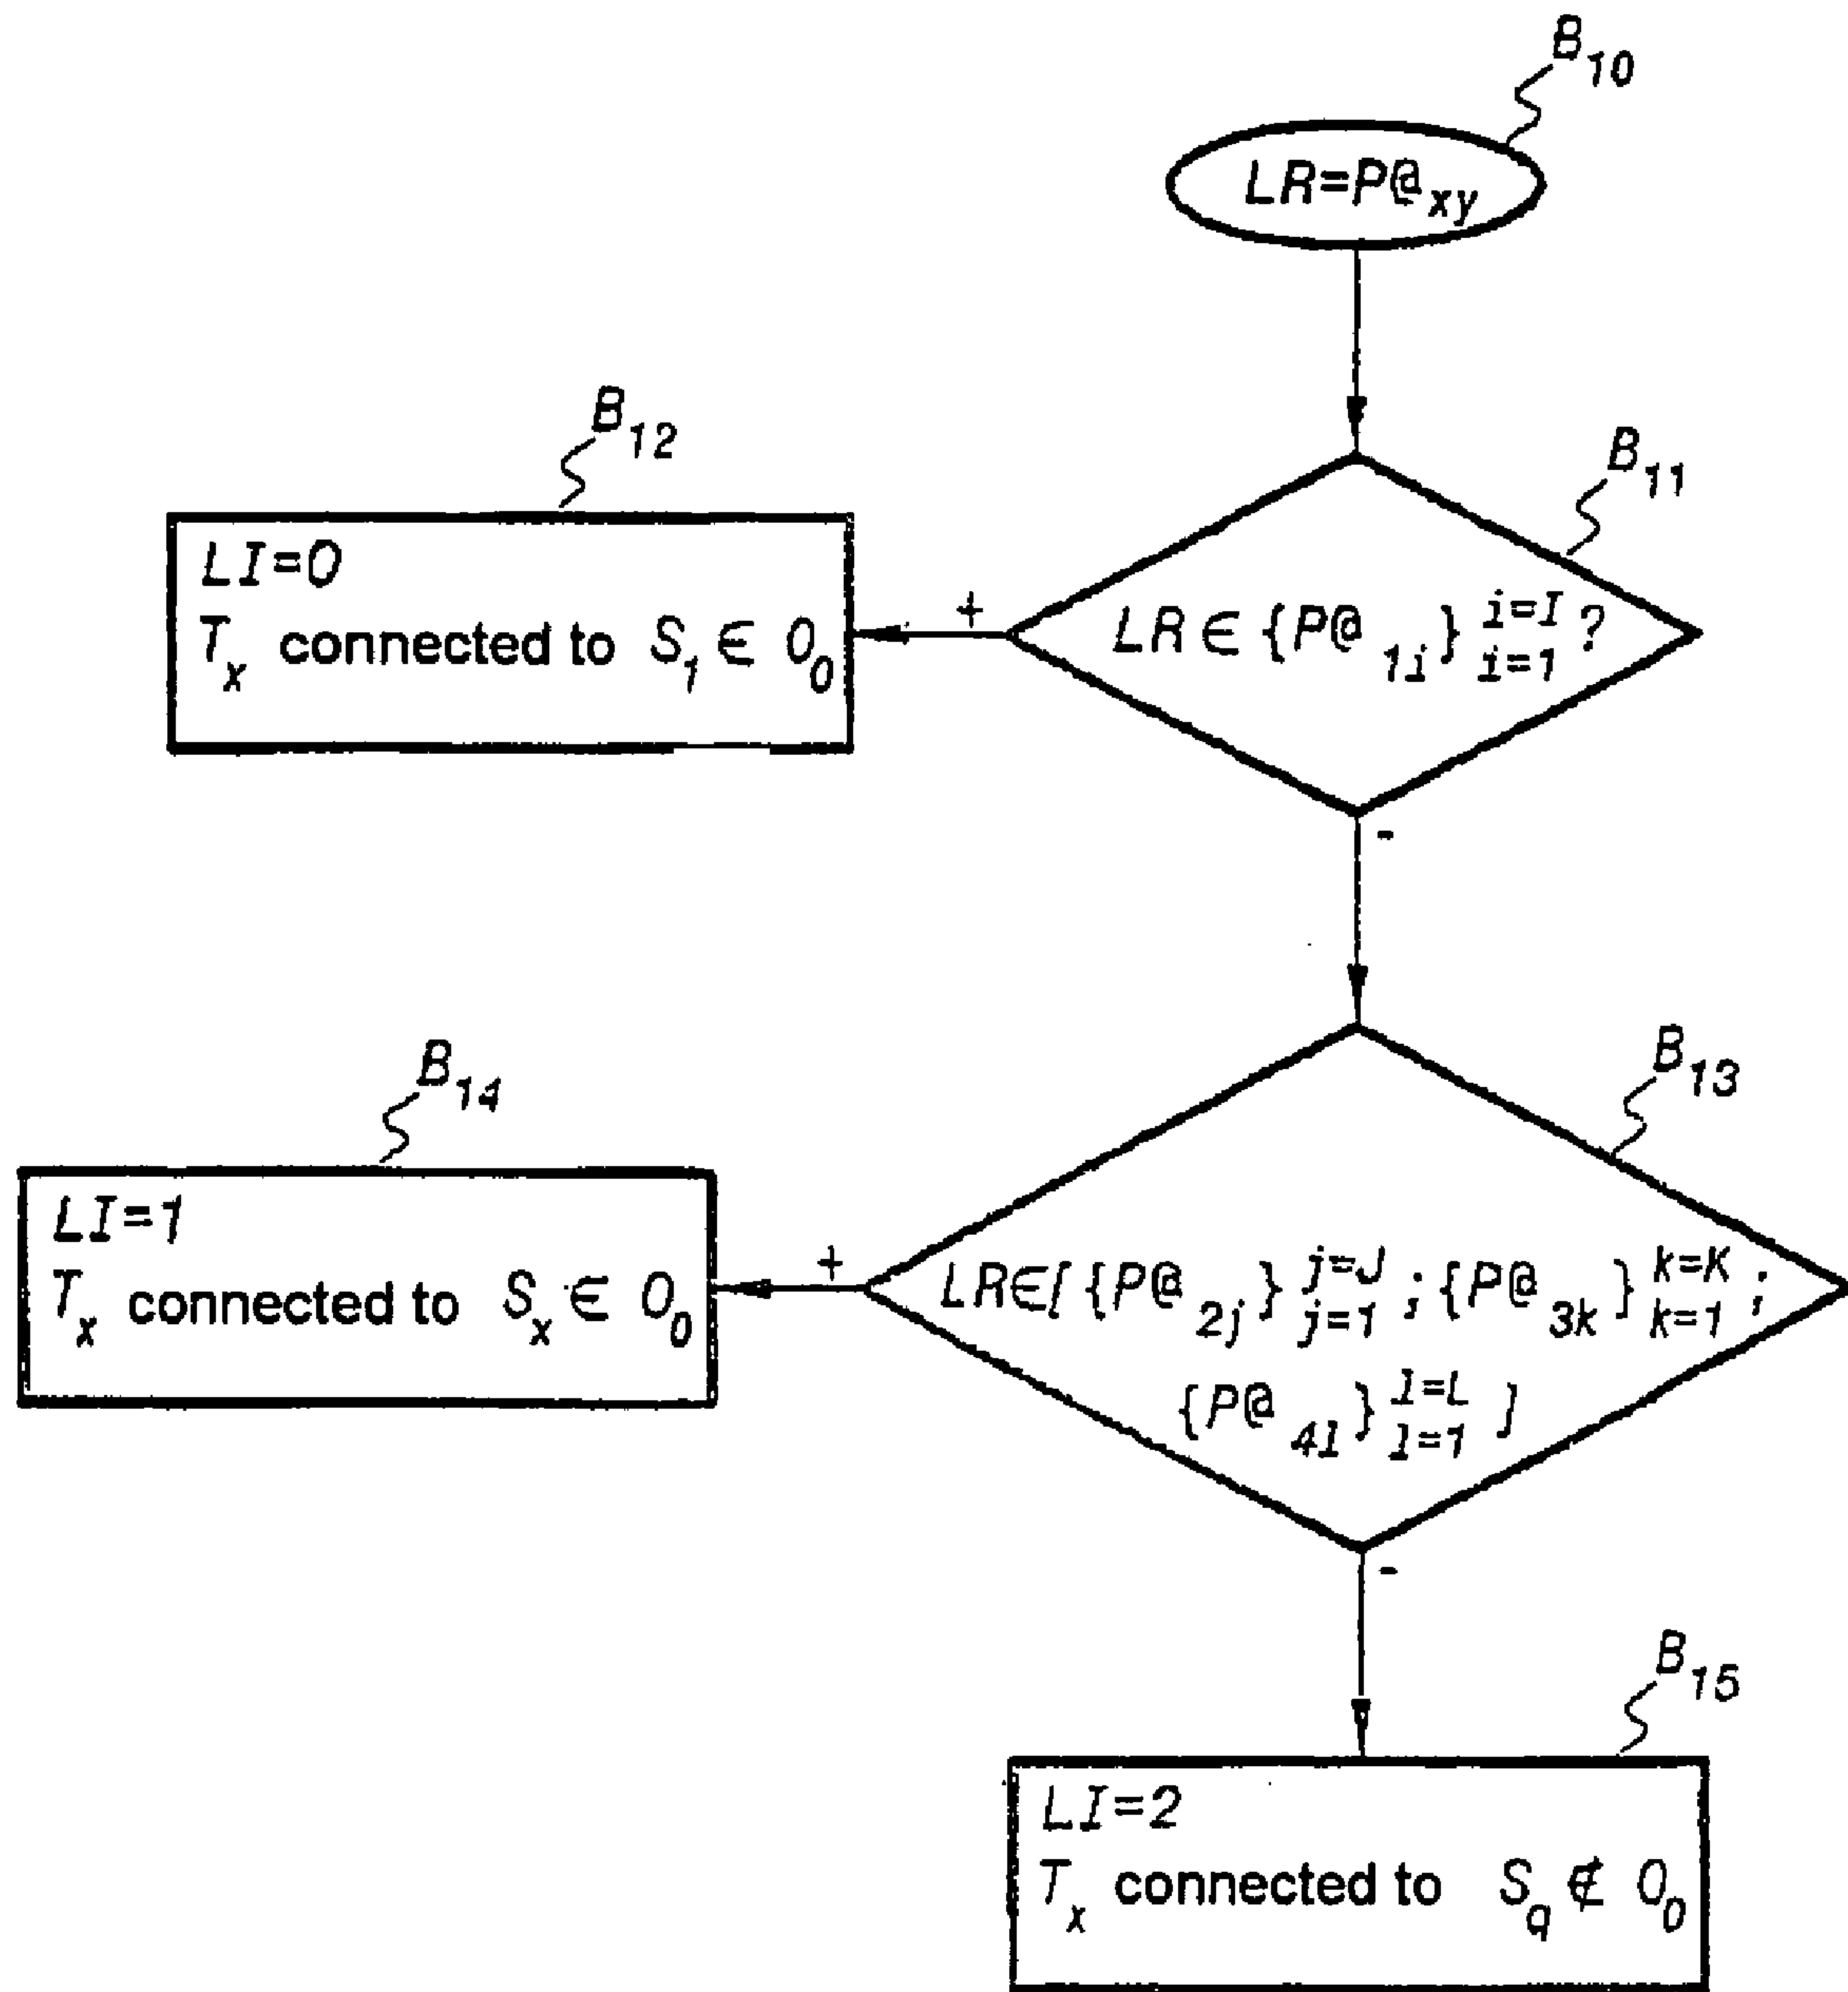 B10
LR=P@xy
B12
B11
LI=0
Tx connected to S1 ∈ O0
+
LR ∈ {P@1i} i=I i=1 ?
-
B14
B13
LI=1
Tx connected to Sx ∈ O0
+
LR∈[ {P@2j} j=J j=1 ; {P@3k} k=K k=1 ;
{P@4l} l=L l=1 ]
-
B15
LI=2
Tx connected to Sq ∉ O0